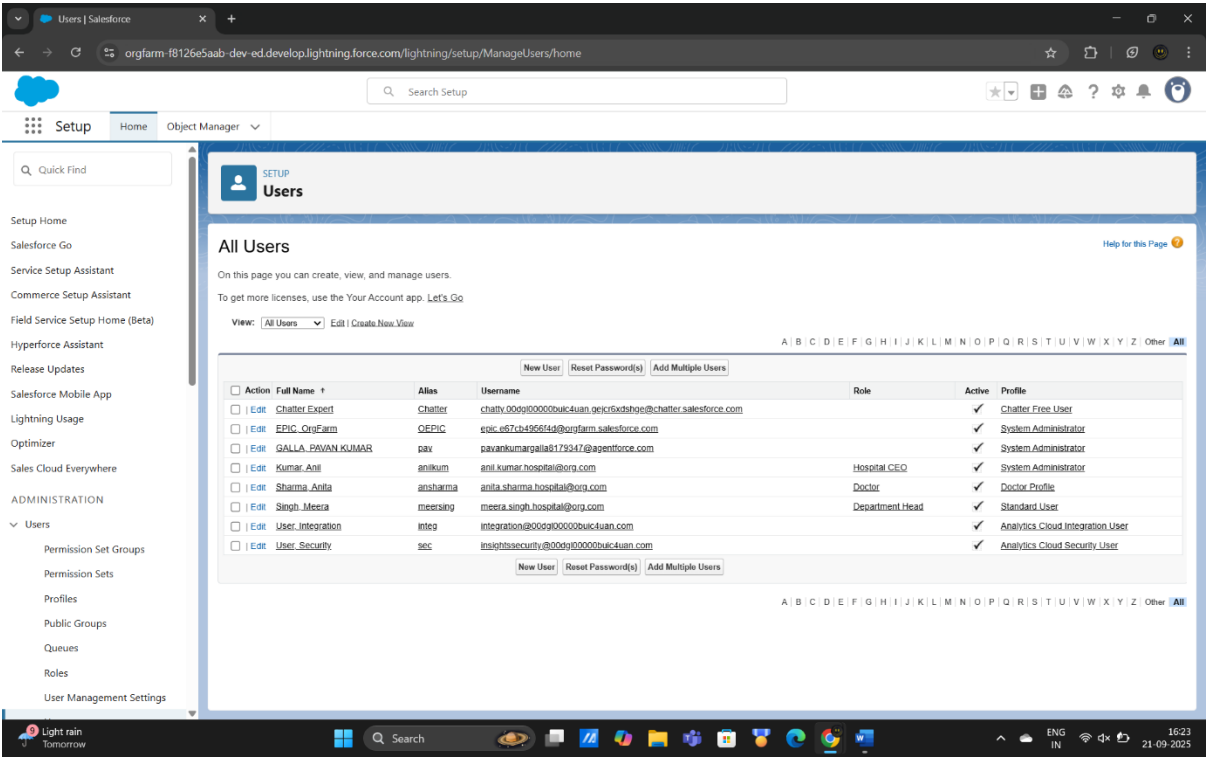 Users | Salesforce
orgfarm-f8126e5aab-dev-ed.develop.lightning.force.com/lightning/setup/ManageUsers/home
Search Setup
Setup Home Object Manager
Quick Find
Setup Home
Salesforce Go
Service Setup Assistant
Commerce Setup Assistant
Field Service Setup Home (Beta)
Hyperforce Assistant
Release Updates
Salesforce Mobile App
Lightning Usage
Optimizer
Sales Cloud Everywhere
ADMINISTRATION
Users
Permission Set Groups
Permission Sets
Profiles
Public Groups
Queues
Roles
User Management Settings
SETUP
Users
All Users
Help for this Page ?
On this page you can create, view, and manage users.
To get more licenses, use the Your Account app. Let's Go
View: All Users Edit | Create New View
A | B | C | D | E | F | G | H | I | J | K | L | M | N | O | P | Q | R | S | T | U | V | W | X | Y | Z | Other All
New User Reset Password(s) Add Multiple Users
Action Full Name ↑ Alias Username Role Active Profile
| Edit Chatter Expert Chatter chatty.00dgl00000buic4uan.gejcr6xdshge@chatter.salesforce.com ✓ Chatter Free User
| Edit EPIC, OrgFarm OEPIC epic.e67cb4956f4d@orgfarm.salesforce.com ✓ System Administrator
| Edit GALLA, PAVAN KUMAR pav pavankumargalla8179347@agentforce.com ✓ System Administrator
| Edit Kumar, Anil anilkum anil.kumar.hospital@org.com Hospital CEO ✓ System Administrator
| Edit Sharma, Anita ansharma anita.sharma.hospital@org.com Doctor ✓ Doctor Profile
| Edit Singh, Meera meersing meera.singh.hospital@org.com Department Head ✓ Standard User
| Edit User, Integration integ integration@00dgl00000buic4uan.com ✓ Analytics Cloud Integration User
| Edit User, Security sec insightssecurity@00dgl00000buic4uan.com ✓ Analytics Cloud Security User
New User Reset Password(s) Add Multiple Users
A | B | C | D | E | F | G | H | I | J | K | L | M | N | O | P | Q | R | S | T | U | V | W | X | Y | Z | Other All
9
Light rain
Tomorrow
Search
ENG
IN
16:23
21-09-2025